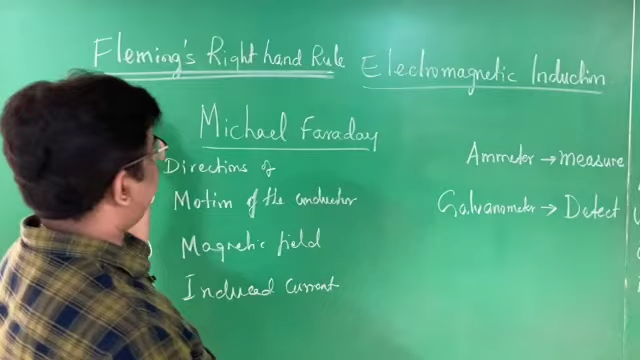 Fleming's Right hand Rule
Electromagnetic Induction
Michael Faraday
Directions of
Motion of the conductor
Magnetic field
Induced current
Ammeter → measure
Galvanometer → Detect